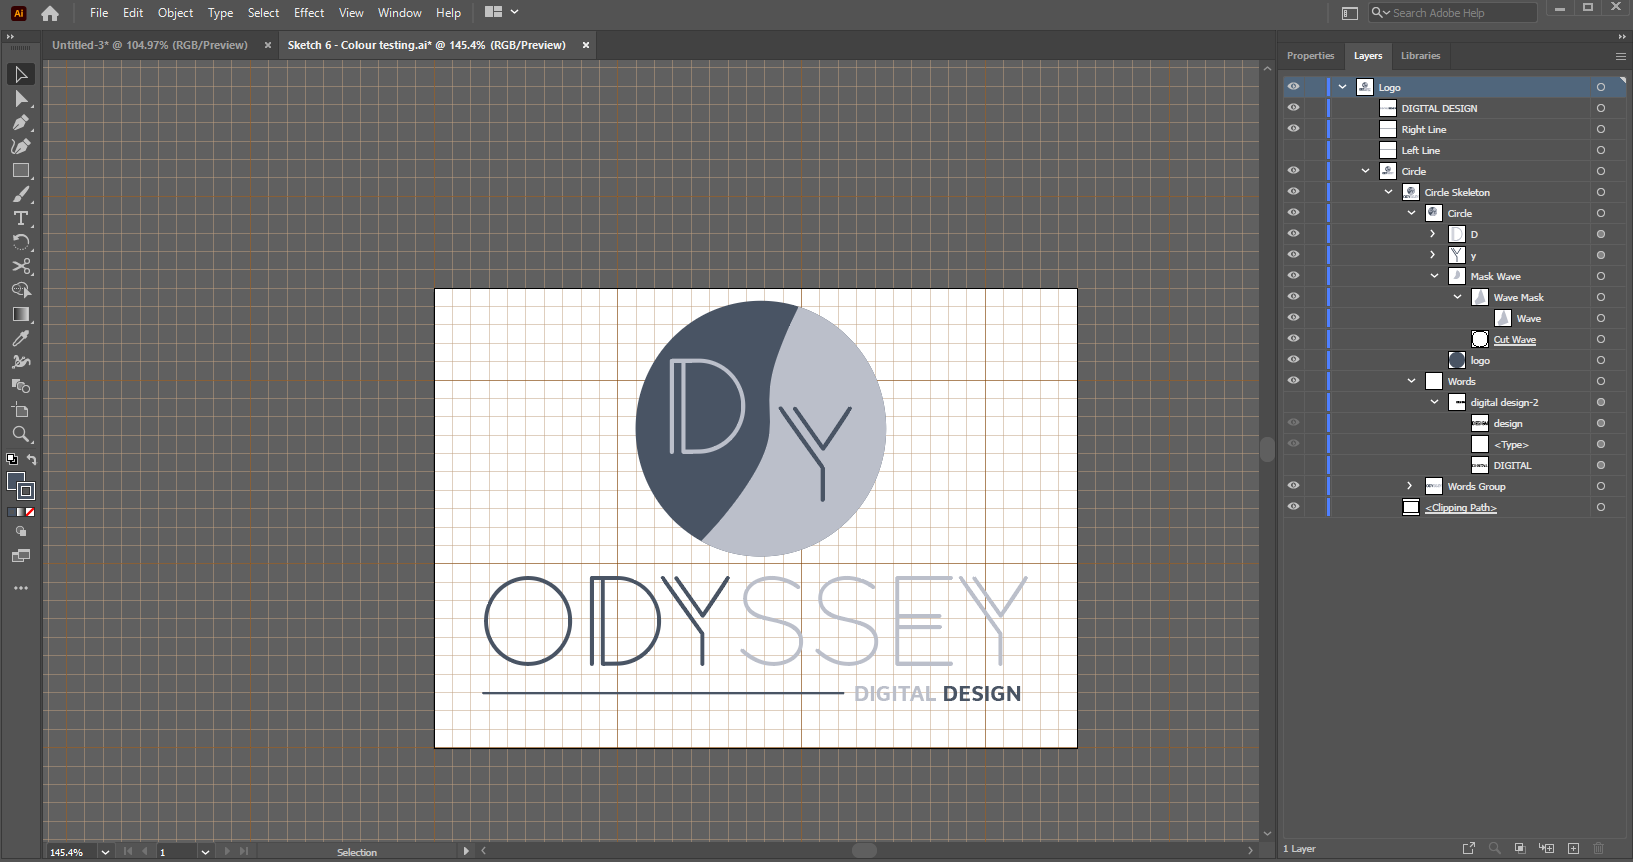 Ai File Edit Object Type Select Effect View Window Help
Search Adobe Help
Untitled-3* @ 104.97% (RGB/Preview) ×
Sketch 6 - Colour testing.ai* @ 145.4% (RGB/Preview) ×
D
Y
ODYSSEY
DIGITAL DESIGN
145.4%
1
Selection
Properties Layers Libraries
Logo
DIGITAL DESIGN
Right Line
Left Line
Circle
Circle Skeleton
Circle
D
y
Mask Wave
Wave Mask
Wave
Cut Wave
logo
Words
digital design-2
design
<Type>
DIGITAL
Words Group
<Clipping Path>
1 Layer